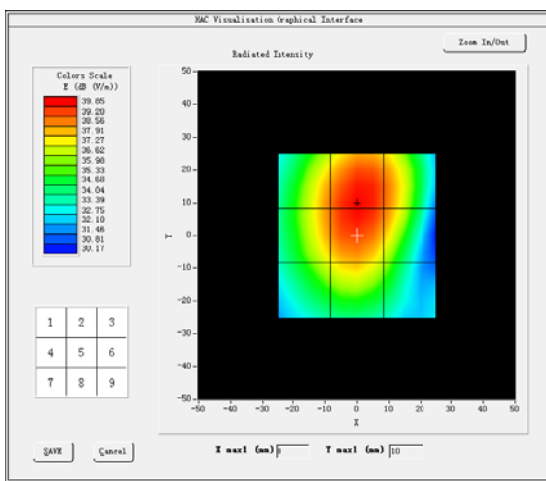 HAC Visualisation Graphical Interface
Zoom In/Out
Radiated Intensity
Colors Scale
E (dB (V/m))
39.85
39.20
38.56
37.91
37.27
36.62
35.98
35.33
34.68
34.04
33.39
32.75
32.10
31.46
30.81
30.17
50
40
30
20
10
0
-10
-20
-30
-40
-50
Y
-50 -40 -30 -20 -10 0 10 20 30 40 50
X
1 2 3
4 5 6
7 8 9
SAVE
Cancel
X max1 (mm)
Y max1 (mm) 10